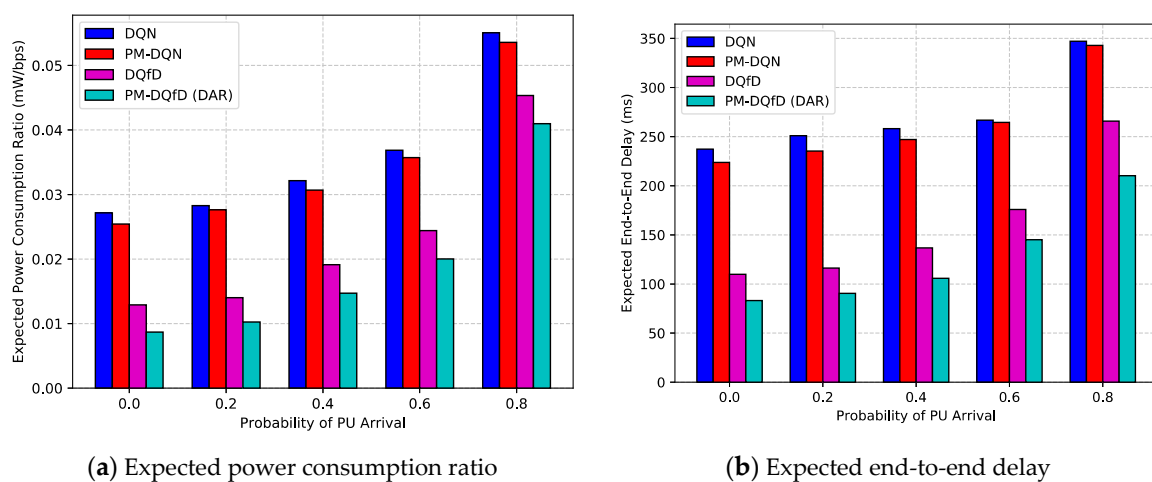 Expected Power Consumption Ratio (mW/bps)
0.05
0.04
0.03
0.02
0.01
0.00
DQN
PM-DQN
DQfD
PM-DQfD (DAR)
0.0 0.2 0.4 0.6 0.8
Probability of PU Arrival
(a) Expected power consumption ratio
Expected End-to-End Delay (ms)
350
300
250
200
150
100
50
0
DQN
PM-DQN
DQfD
PM-DQfD (DAR)
0.0 0.2 0.4 0.6 0.8
Probability of PU Arrival
(b) Expected end-to-end delay